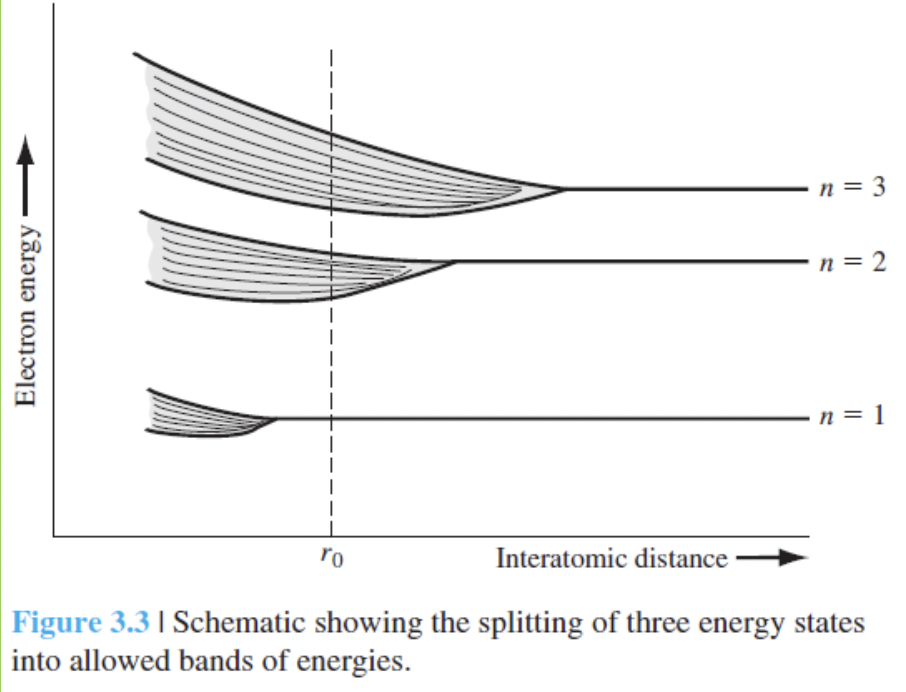 n = 3
n = 2
Electron energy
n = 1
r0
Interatomic distance
Figure 3.3 | Schematic showing the splitting of three energy states
into allowed bands of energies.